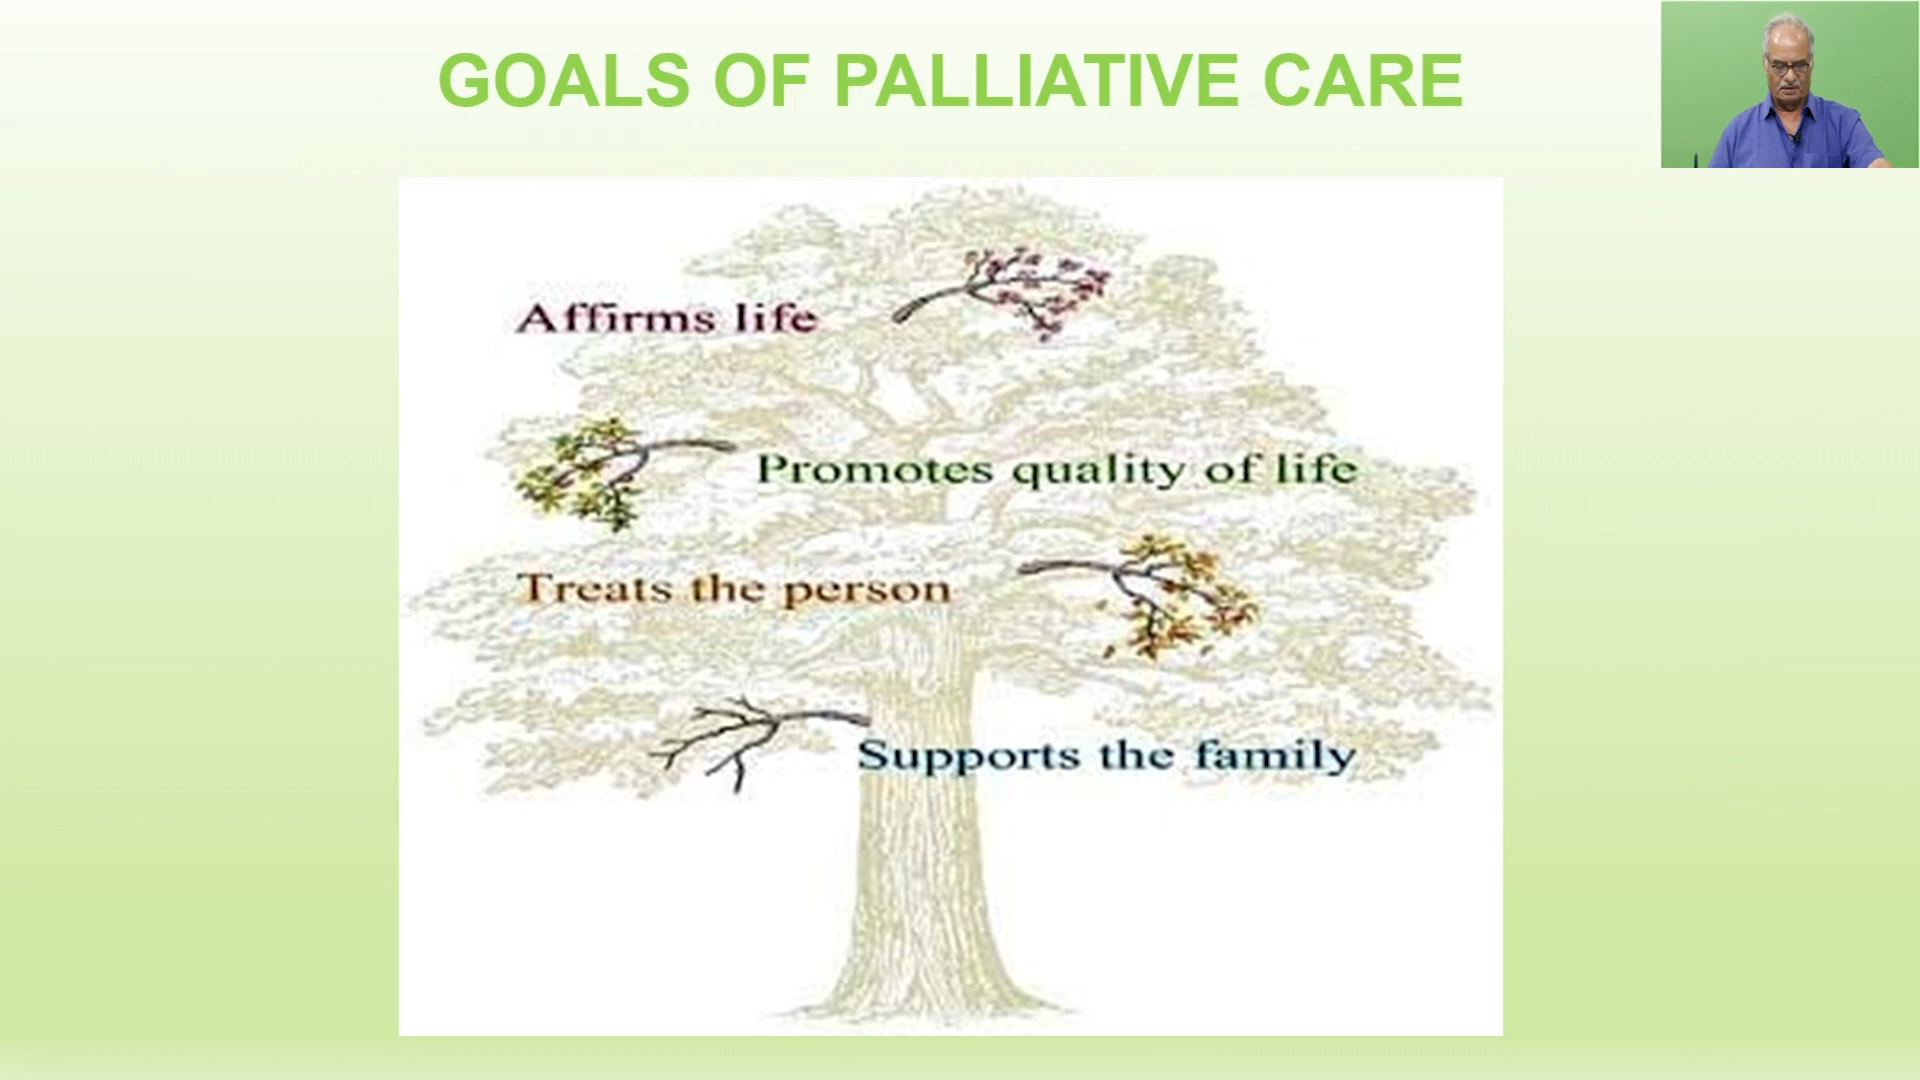 GOALS OF PALLIATIVE CARE
Affirms life
Promotes quality of life
Treats the person
Supports the family